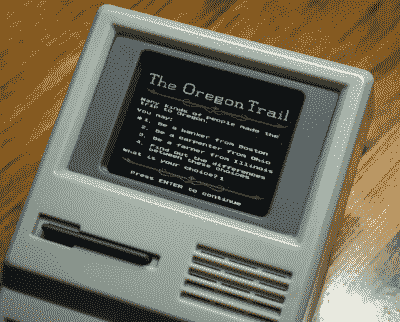 The Oregon Trail
Many kinds of people made the
trip to Oregon.
You may:
1. Be a banker from Boston
2. Be a carpenter from Ohio
3. Be a farmer from Illinois
4. Find out the differences
between these choices
What is your choice? 1
Press ENTER to continue